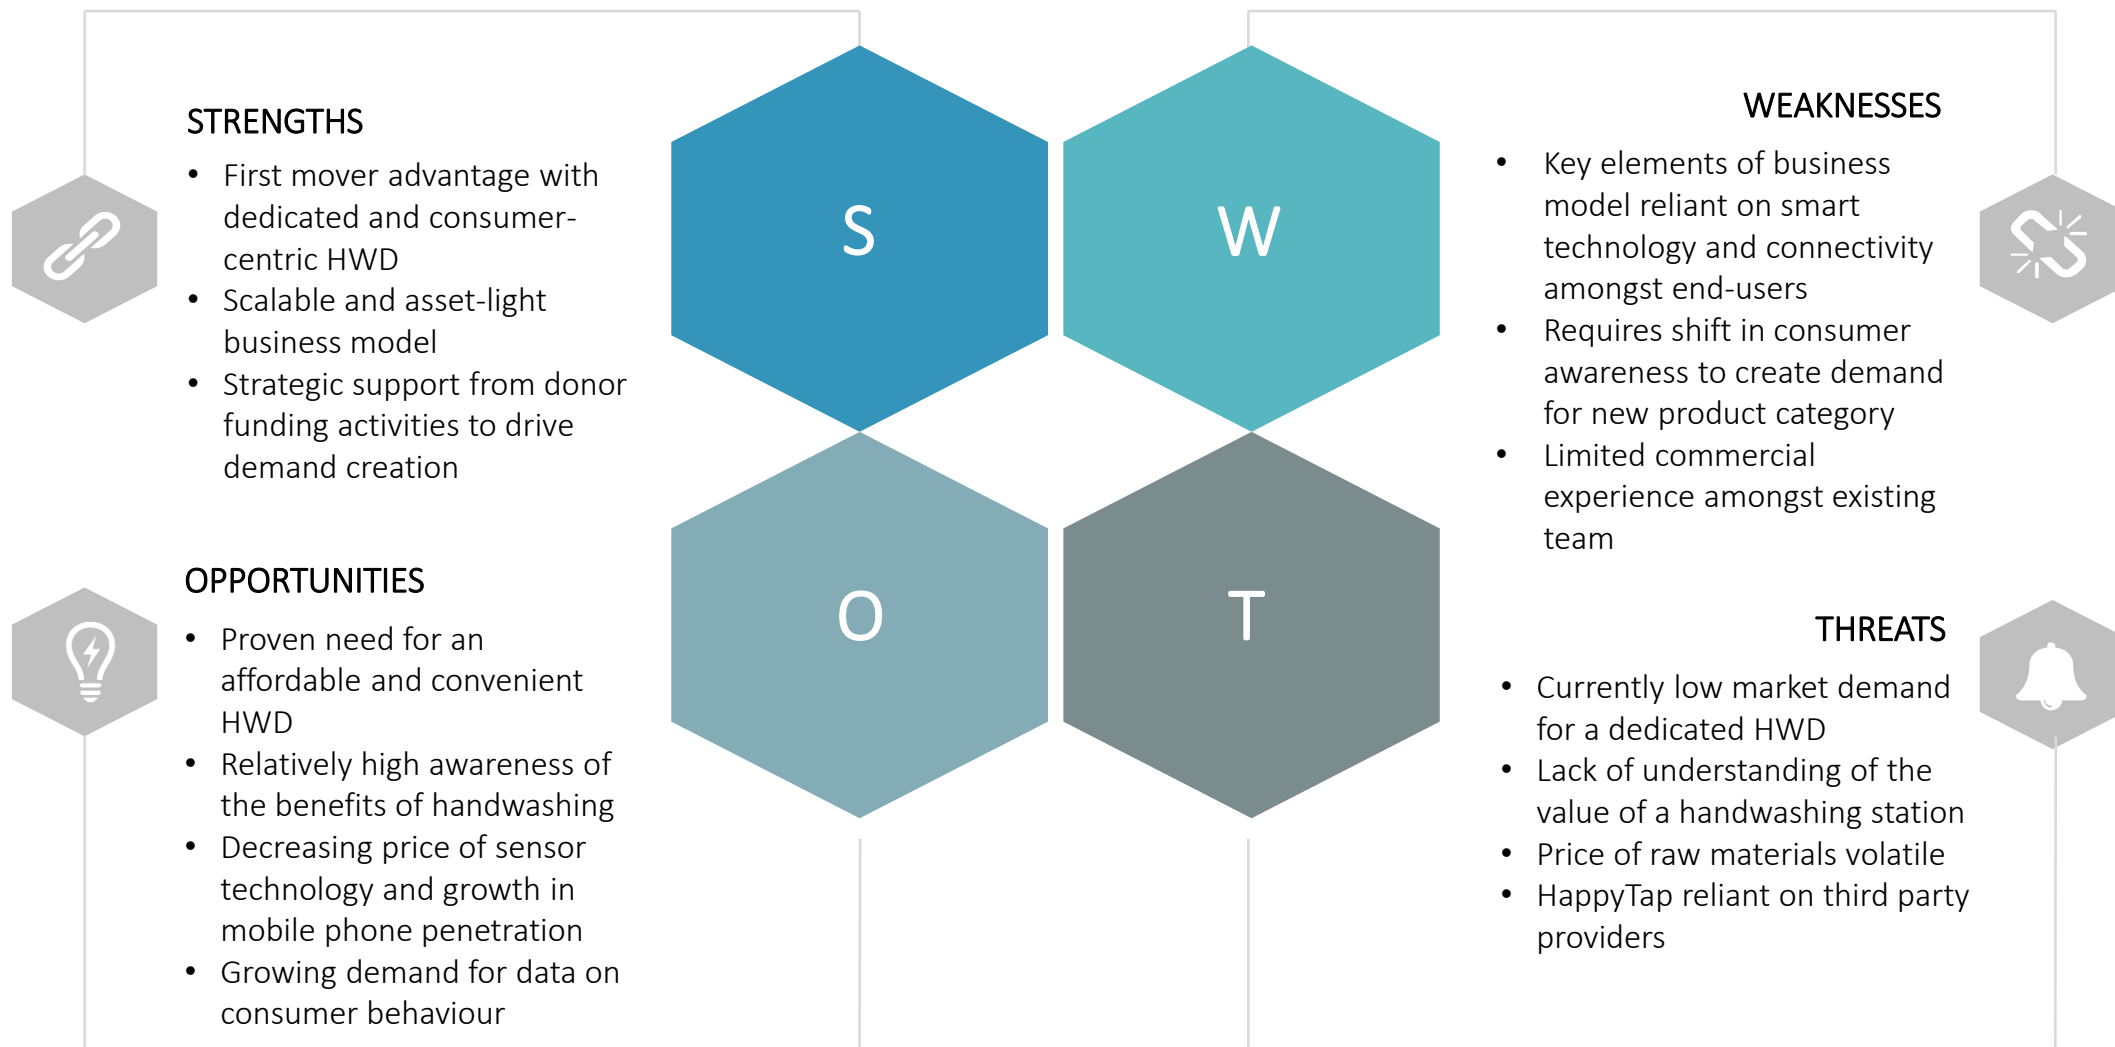 STRENGTHS
• First mover advantage with
dedicated and consumer-
centric HWD
• Scalable and asset-light
business model
• Strategic support from donor
funding activities to drive
demand creation
S
W
WEAKNESSES
• Key elements of business
model reliant on smart
technology and connectivity
amongst end-users
• Requires shift in consumer
awareness to create demand
for new product category
• Limited commercial
experience amongst existing
team
OPPORTUNITIES
• Proven need for an
affordable and convenient
HWD
• Relatively high awareness of
the benefits of handwashing
• Decreasing price of sensor
technology and growth in
mobile phone penetration
• Growing demand for data on
consumer behaviour
O
T
THREATS
• Currently low market demand
for a dedicated HWD
• Lack of understanding of the
value of a handwashing station
• Price of raw materials volatile
• HappyTap reliant on third party
providers